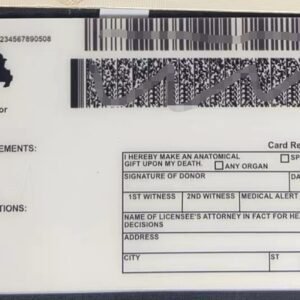 234567890508
or
Card Re
EMENTS:
I HEREBY MAKE AN ANATOMICAL
GIFT UPON MY DEATH.
SP
ANY ORGAN
SIGNATURE OF DONOR
DA
1ST WITNESS
2ND WITNESS
MEDICAL ALERT
TIONS:
NAME OF LICENSEE'S ATTORNEY IN FACT FOR HE
DECISIONS
ADDRESS
CITY
ST